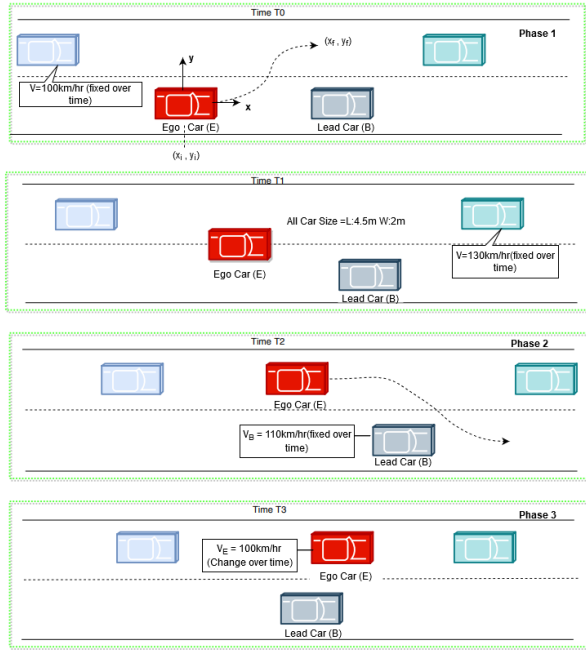 Time T0
Phase 1
(xf , yf)
y
V=100km/hr (fixed over
time)
x
Ego Car (E)
Lead Car (B)
(xi , yi)
Time T1
All Car Size =L:4.5m W:2m
V=130km/hr(fixed over
time)
Ego Car (E)
Lead Car (B)
Time T2
Phase 2
Ego Car (E)
VB = 110km/hr(fixed over
time)
Lead Car (B)
Time T3
Phase 3
VE = 100km/hr
(Change over time)
Ego Car (E)
Lead Car (B)